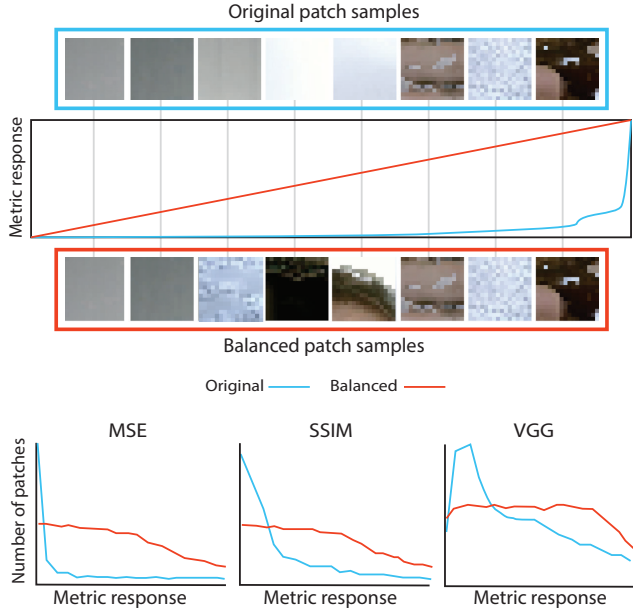 Original patch samples
Metric response
Balanced patch samples
Original
Balanced
MSE
SSIM
VGG
Number of patches
Metric response
Metric response
Metric response